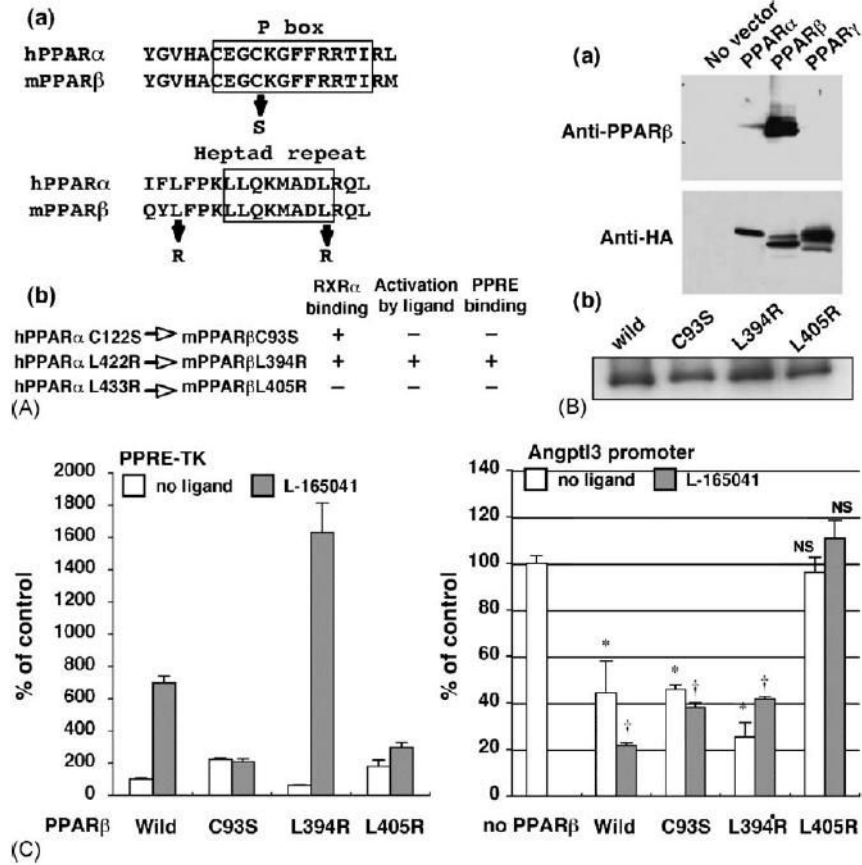 (a)
P box
hPPARα YGVHACEGCKGFFRRTIRL
mPPARβ YGVHACEGCKGFFRRTIRM
S
Heptad repeat
hPPARα IFLFPKLLQKMADLRQL
mPPARβ QYLFPKLLQKMADLRQL
R R
(b)
RXRα binding Activation by ligand PPRE binding
hPPARα C122S mPPARβC93S + – –
hPPARα L422R mPPARβL394R + + +
hPPARα L433R mPPARβL405R – – –
(A)
(a)
No vector PPARα PPARβ PPARγ
Anti-PPARβ
Anti-HA
(b)
wild C93S L394R L405R
(B)
PPRE-TK
no ligand L-165041
% of control
2000
1800
1600
1400
1200
1000
800
600
400
200
0
PPARβ Wild C93S L394R L405R
Angptl3 promoter
no ligand L-165041
% of control
140
120
100
80
60
40
20
0
NS NS
* † * † * †
no PPARβ Wild C93S L394R L405R
(C)